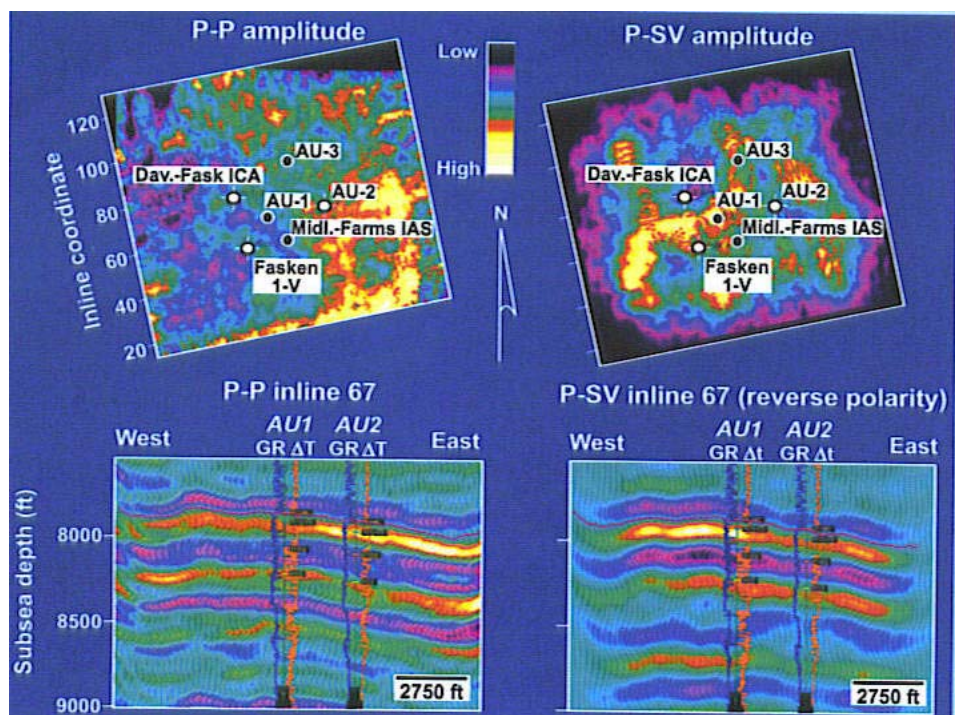 P-P amplitude
Low
High
P-SV amplitude
Inline coordinate
120
100
80
60
40
20
AU-3
Dav.-Fask ICA
AU-2
AU-1
Midl.-Farms IAS
Fasken
1-V
N
AU-3
Dav.-Fask ICA
AU-2
AU-1
Midl.-Farms IAS
Fasken
1-V
P-P inline 67
AU1 AU2
West GR ΔT GR ΔT East
Subsea depth (ft)
8000
8500
9000
2750 ft
P-SV inline 67 (reverse polarity)
AU1 AU2
West GR Δt GR Δt East
2750 ft